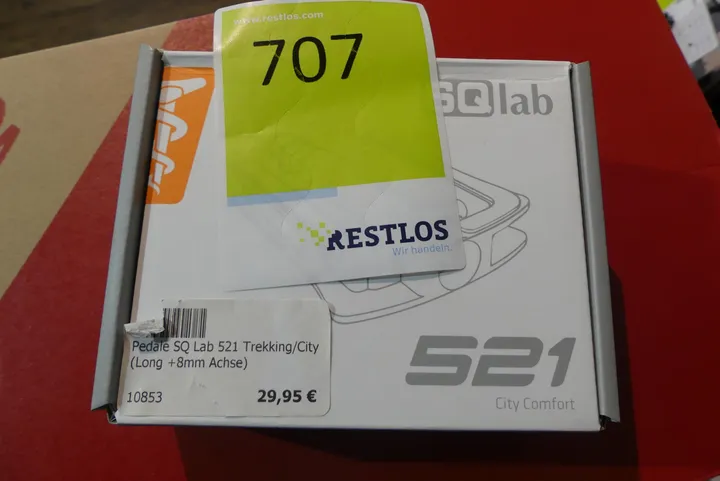 www.restlos.com
707
SQlab
RESTLOS
Wir handeln.
Pedale SQ Lab 521 Trekking/City
(Long +8mm Achse)
10853
29,95 €
521
City Comfort